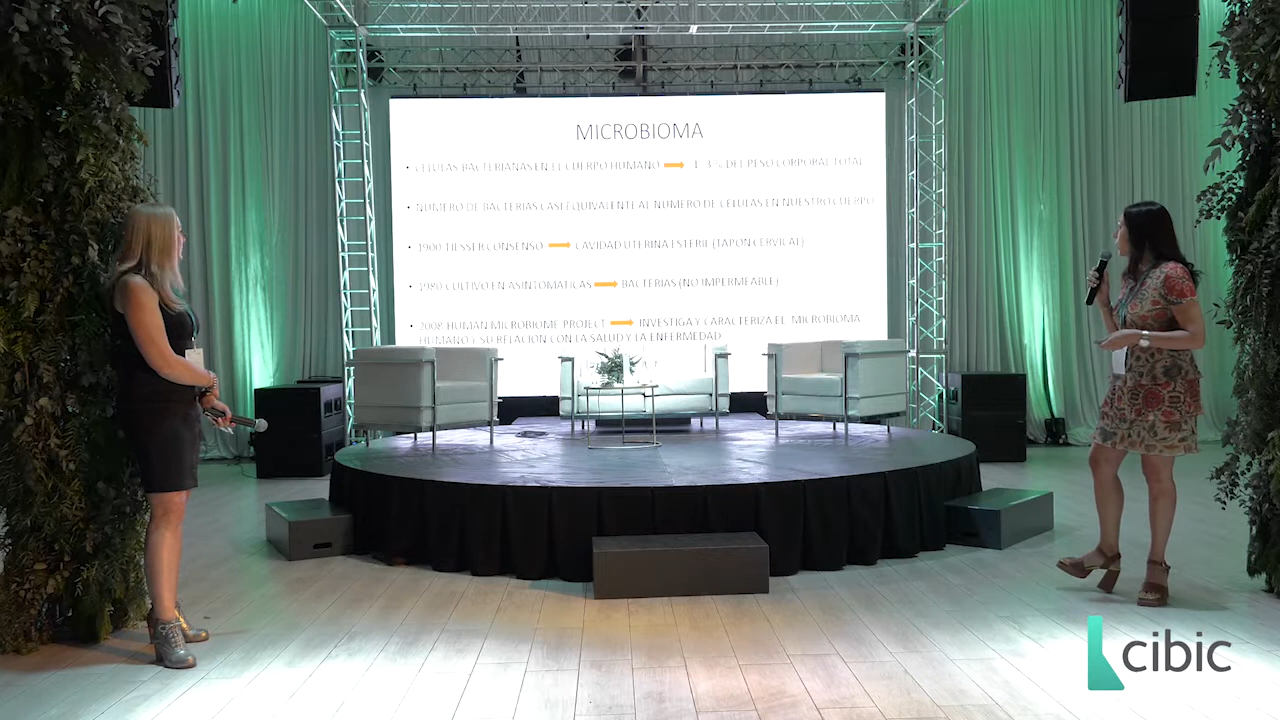 MICROBIOMA
• CELULAS BACTERIANAS EN EL CUERPO HUMANO 1-3 % DEL PESO CORPORAL TOTAL
• NUMERO DE BACTERIAS CASI EQUIVALENTE AL NUMERO DE CELULAS EN NUESTRO CUERPO
• 1900 TIESSER CONSENSO CAVIDAD UTERINA ESTERIL (TAPON CERVICAL)
• 1980 CULTIVO EN ASINTOMATICAS BACTERIAS (NO IMPERMEABLE)
• 2008 HUMAN MICROBIOME PROJECT INVESTIGA Y CARACTERIZA EL MICROBIOMA
HUMANO Y SU RELACION CON LA SALUD Y LA ENFERMEDAD
cibic